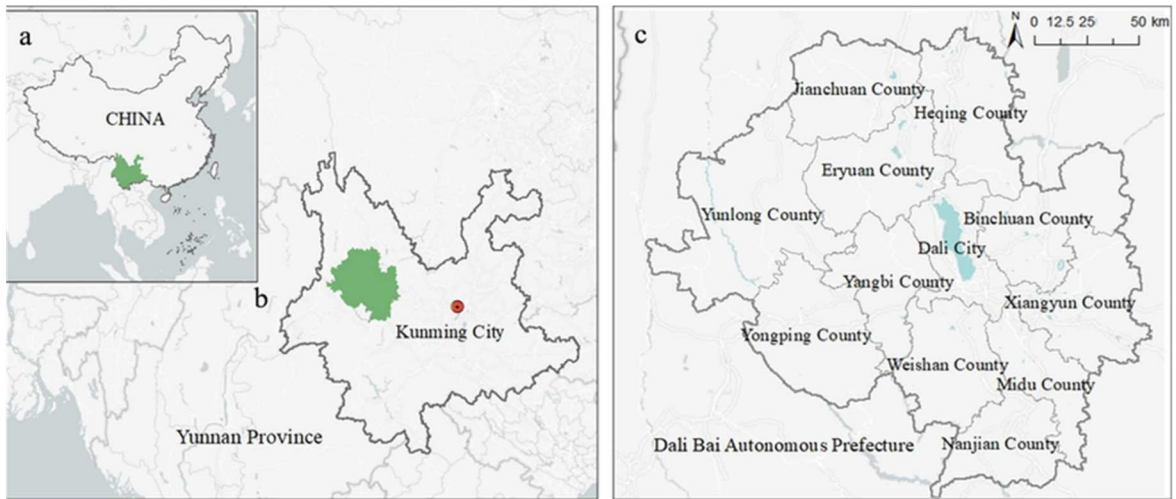 a
CHINA
b
Kunming City
Yunnan Province
c
N
0 12.5 25 50 km
Jianchuan County
Heqing County
Eryuan County
Yunlong County
Binchuan County
Dali City
Yangbi County
Xiangyun County
Yongping County
Weishan County
Midu County
Dali Bai Autonomous Prefecture
Nanjian County